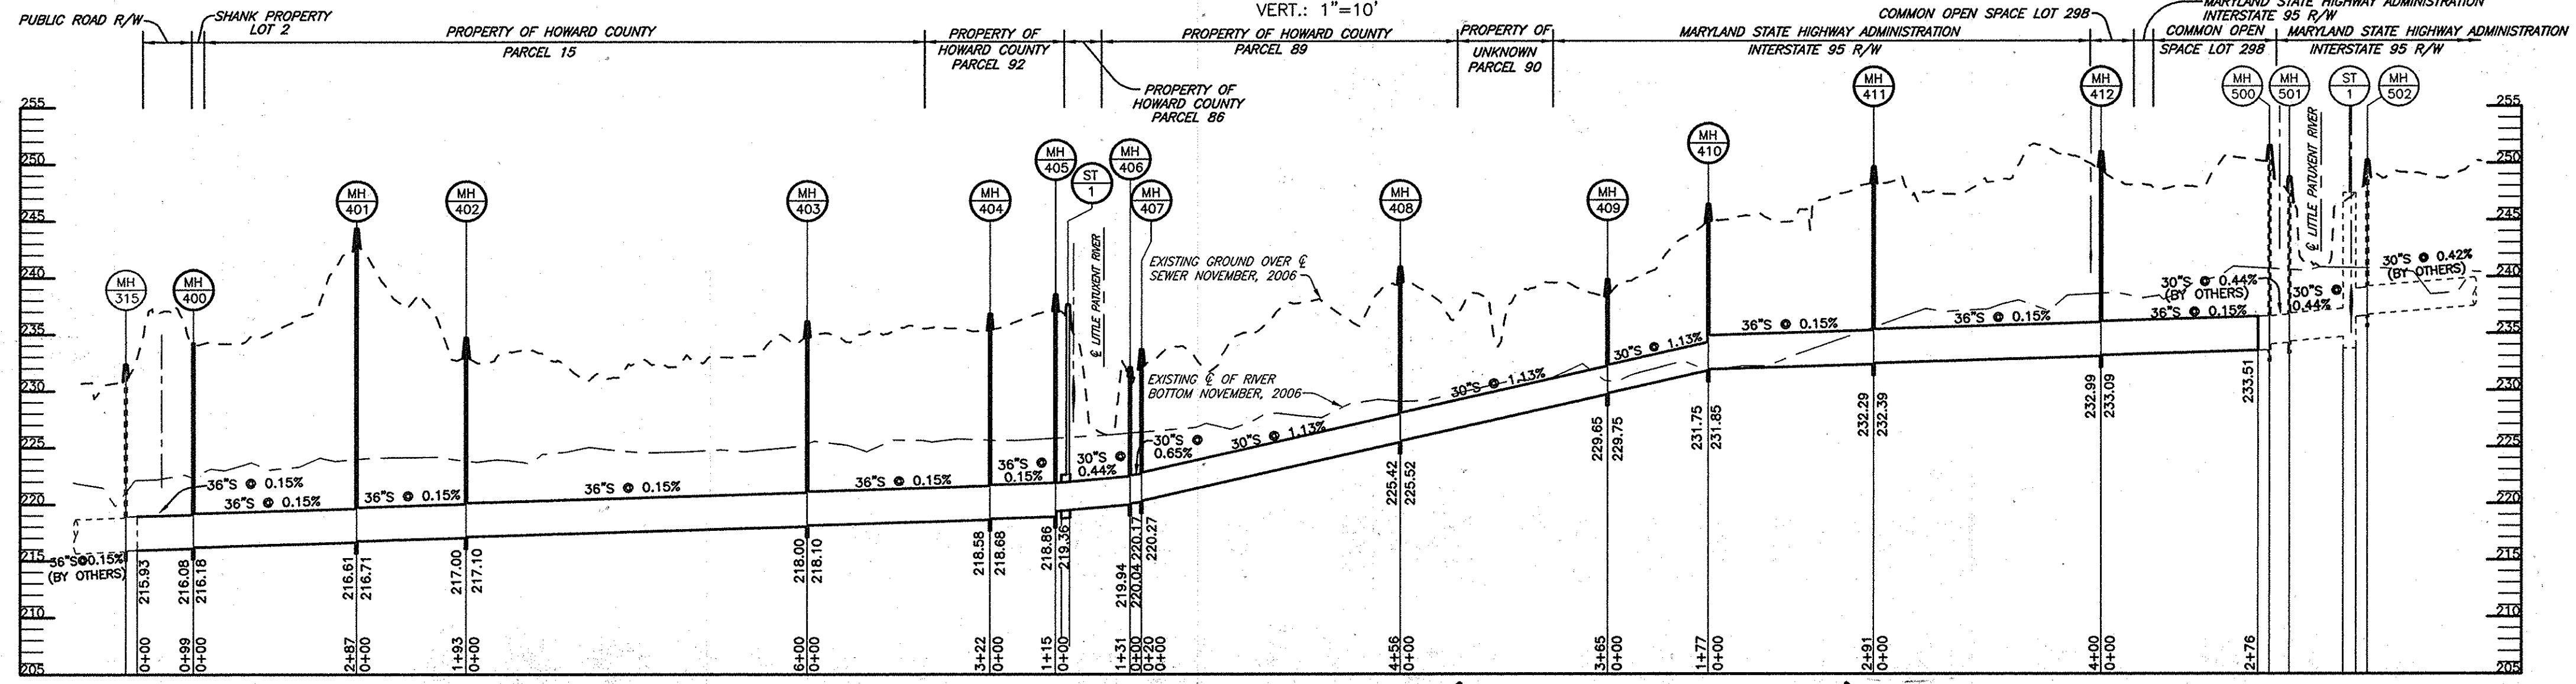 VERT.: 1"=10'
PUBLIC ROAD R/W
SHANK PROPERTY
LOT 2
PROPERTY OF HOWARD COUNTY
PARCEL 15
PROPERTY OF
HOWARD COUNTY
PARCEL 92
PROPERTY OF
HOWARD COUNTY
PARCEL 86
PROPERTY OF HOWARD COUNTY
PARCEL 89
PROPERTY OF
UNKNOWN
PARCEL 90
MARYLAND STATE HIGHWAY ADMINISTRATION
INTERSTATE 95 R/W
COMMON OPEN SPACE LOT 298
MARYLAND STATE HIGHWAY ADMINISTRATION
INTERSTATE 95 R/W
COMMON OPEN
SPACE LOT 298
MARYLAND STATE HIGHWAY ADMINISTRATION
INTERSTATE 95 R/W
255
250
245
240
235
230
225
220
215
210
205
MH
315
MH
400
MH
401
MH
402
MH
403
MH
404
MH
405
ST
1
MH
406
MH
407
MH
408
MH
409
MH
410
MH
411
MH
412
MH
500
MH
501
ST
1
MH
502
255
250
245
240
235
230
225
220
215
210
205
℄ LITTLE PATUXENT RIVER
℄ LITTLE PATUXENT RIVER
EXISTING GROUND OVER ℄
SEWER NOVEMBER, 2006
EXISTING ℄ OF RIVER
BOTTOM NOVEMBER, 2006
36"S@0.15%
(BY OTHERS)
36"S @ 0.15%
36"S @ 0.15%
36"S @ 0.15%
36"S @ 0.15%
36"S @ 0.15%
36"S @
0.15%
30"S @
0.44%
30"S @
0.65%
30"S @ 1.13%
30"S @ 1.13%
30"S @ 1.13%
36"S @ 0.15%
36"S @ 0.15%
36"S @ 0.15%
30"S @ 0.44%
(BY OTHERS)
30"S @
0.44%
30"S @ 0.42%
(BY OTHERS)
215.93
216.08
216.18
216.61
216.71
217.00
217.10
218.00
218.10
218.58
218.68
218.86
219.36
219.94
220.04
220.17
220.27
225.42
225.52
229.65
229.75
231.75
231.85
232.29
232.39
232.99
233.09
233.51
0+00
0+99
0+00
2+87
0+00
1+93
0+00
6+00
0+00
3+22
0+00
1+15
0+00
1+31
0+00
0+20
0+00
4+56
0+00
3+65
0+00
1+77
0+00
2+91
0+00
4+00
0+00
2+76